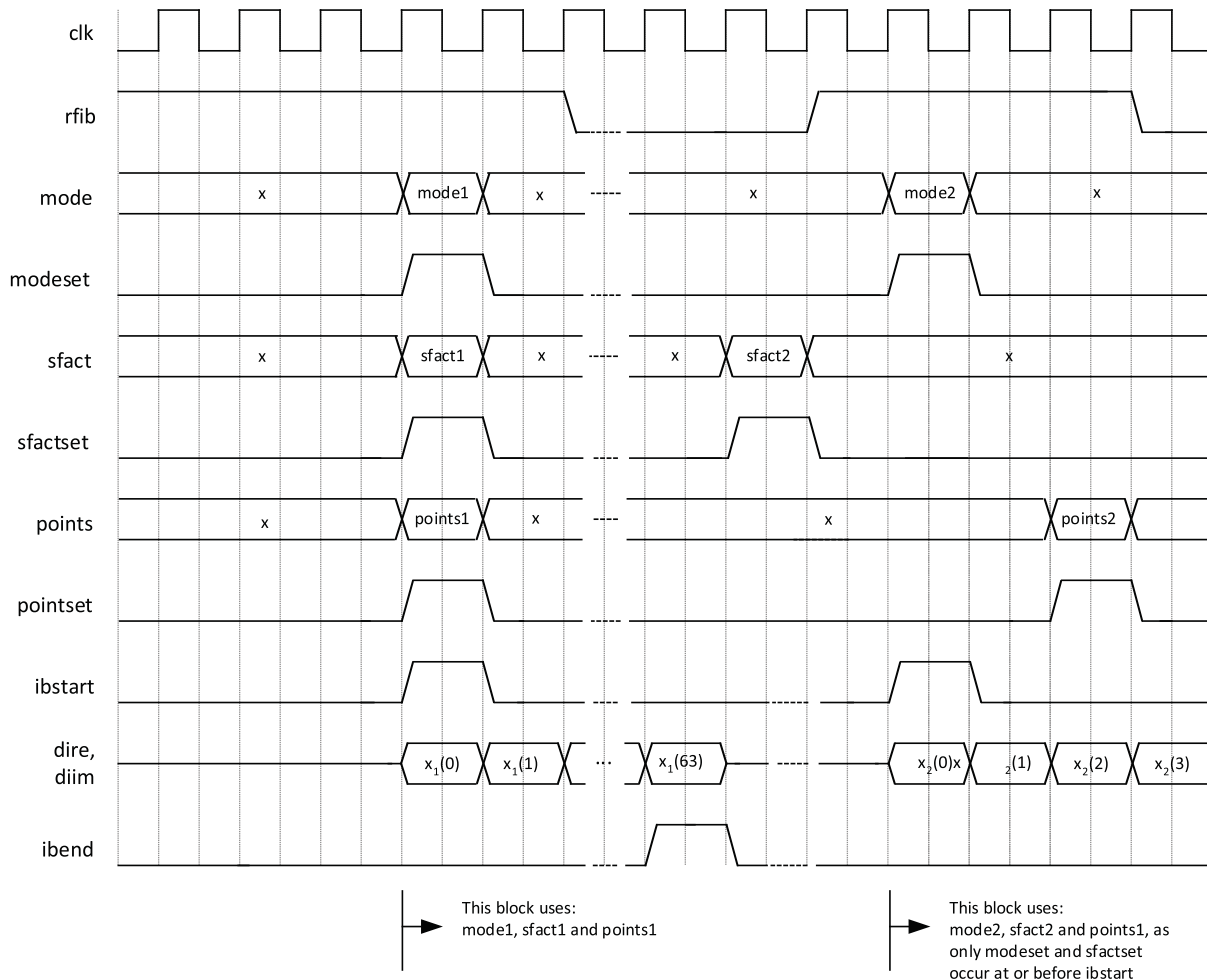 clk
rfib
mode
x
mode1
x
x
mode2
x
modeset
sfact
x
sfact1
x
x
sfact2
x
sfactset
points
x
points1
x
x
points2
pointset
ibstart
dire,
diim
x1(0)
x1(1)
...
x1(63)
x2(0)x
2(1)
x2(2)
x2(3)
ibend
This block uses:
mode1, sfact1 and points1
This block uses:
mode2, sfact2 and points1, as
only modeset and sfactset
occur at or before ibstart